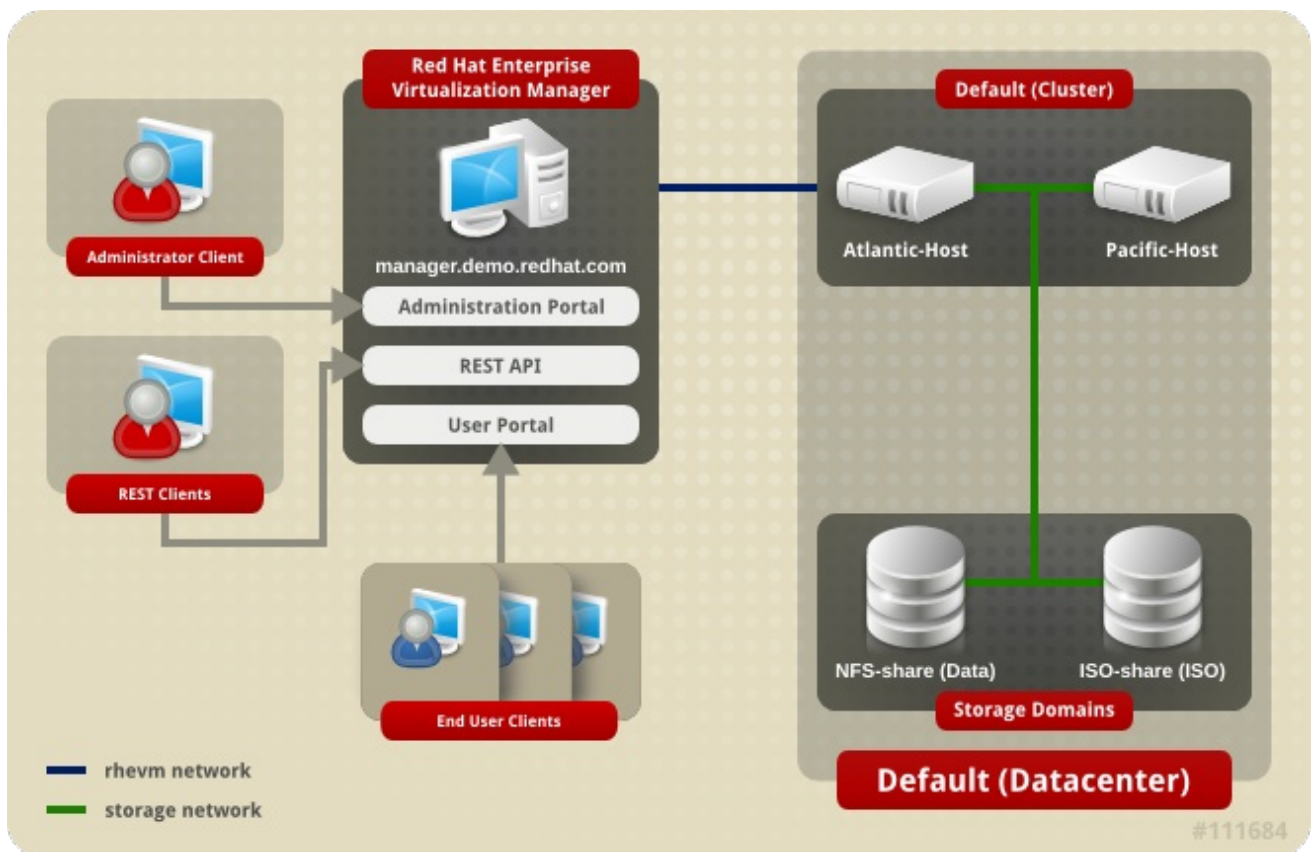 Red Hat Enterprise
Virtualization Manager
Default (Cluster)
Administrator Client
manager.demo.redhat.com
Atlantic-Host
Pacific-Host
Administration Portal
REST API
User Portal
REST Clients
End User Clients
NFS-share (Data)
ISO-share (ISO)
Storage Domains
Default (Datacenter)
rhevm network
storage network
#111684